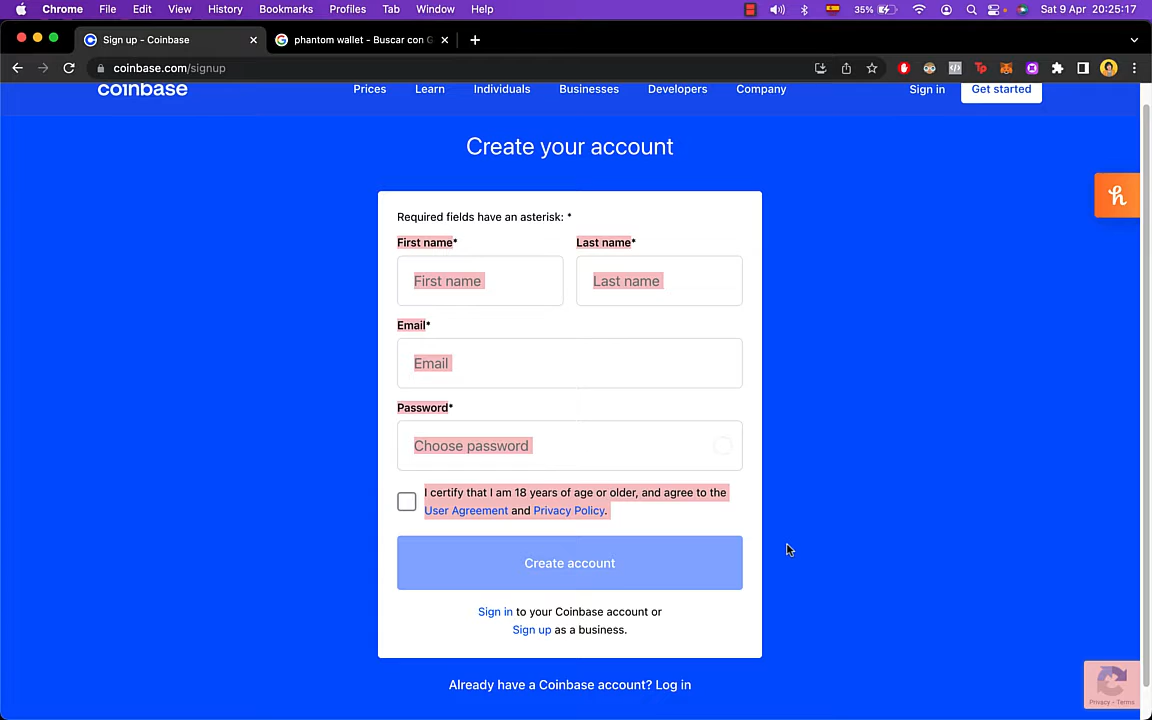 Chrome File Edit View History Bookmarks Profiles Tab Window Help 35% Sat 9 Apr 20:25:17
Sign up - Coinbase phantom wallet - Buscar con G
coinbase.com/signup
coinbase Prices Learn Individuals Businesses Developers Company Sign in Get started
Create your account
Required fields have an asterisk: *
First name* Last name*
First name Last name
Email*
Email
Password*
Choose password
I certify that I am 18 years of age or older, and agree to the
User Agreement and Privacy Policy.
Create account
Sign in to your Coinbase account or
Sign up as a business.
Already have a Coinbase account? Log in
Privacy - Terms